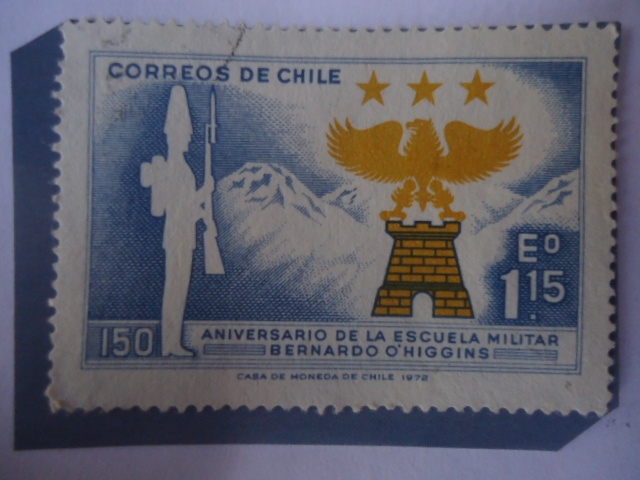 CORREOS DE CHILE
Eº
1.15
150 ANIVERSARIO DE LA ESCUELA MILITAR
BERNARDO O'HIGGINS
CASA DE MONEDA DE CHILE 1972